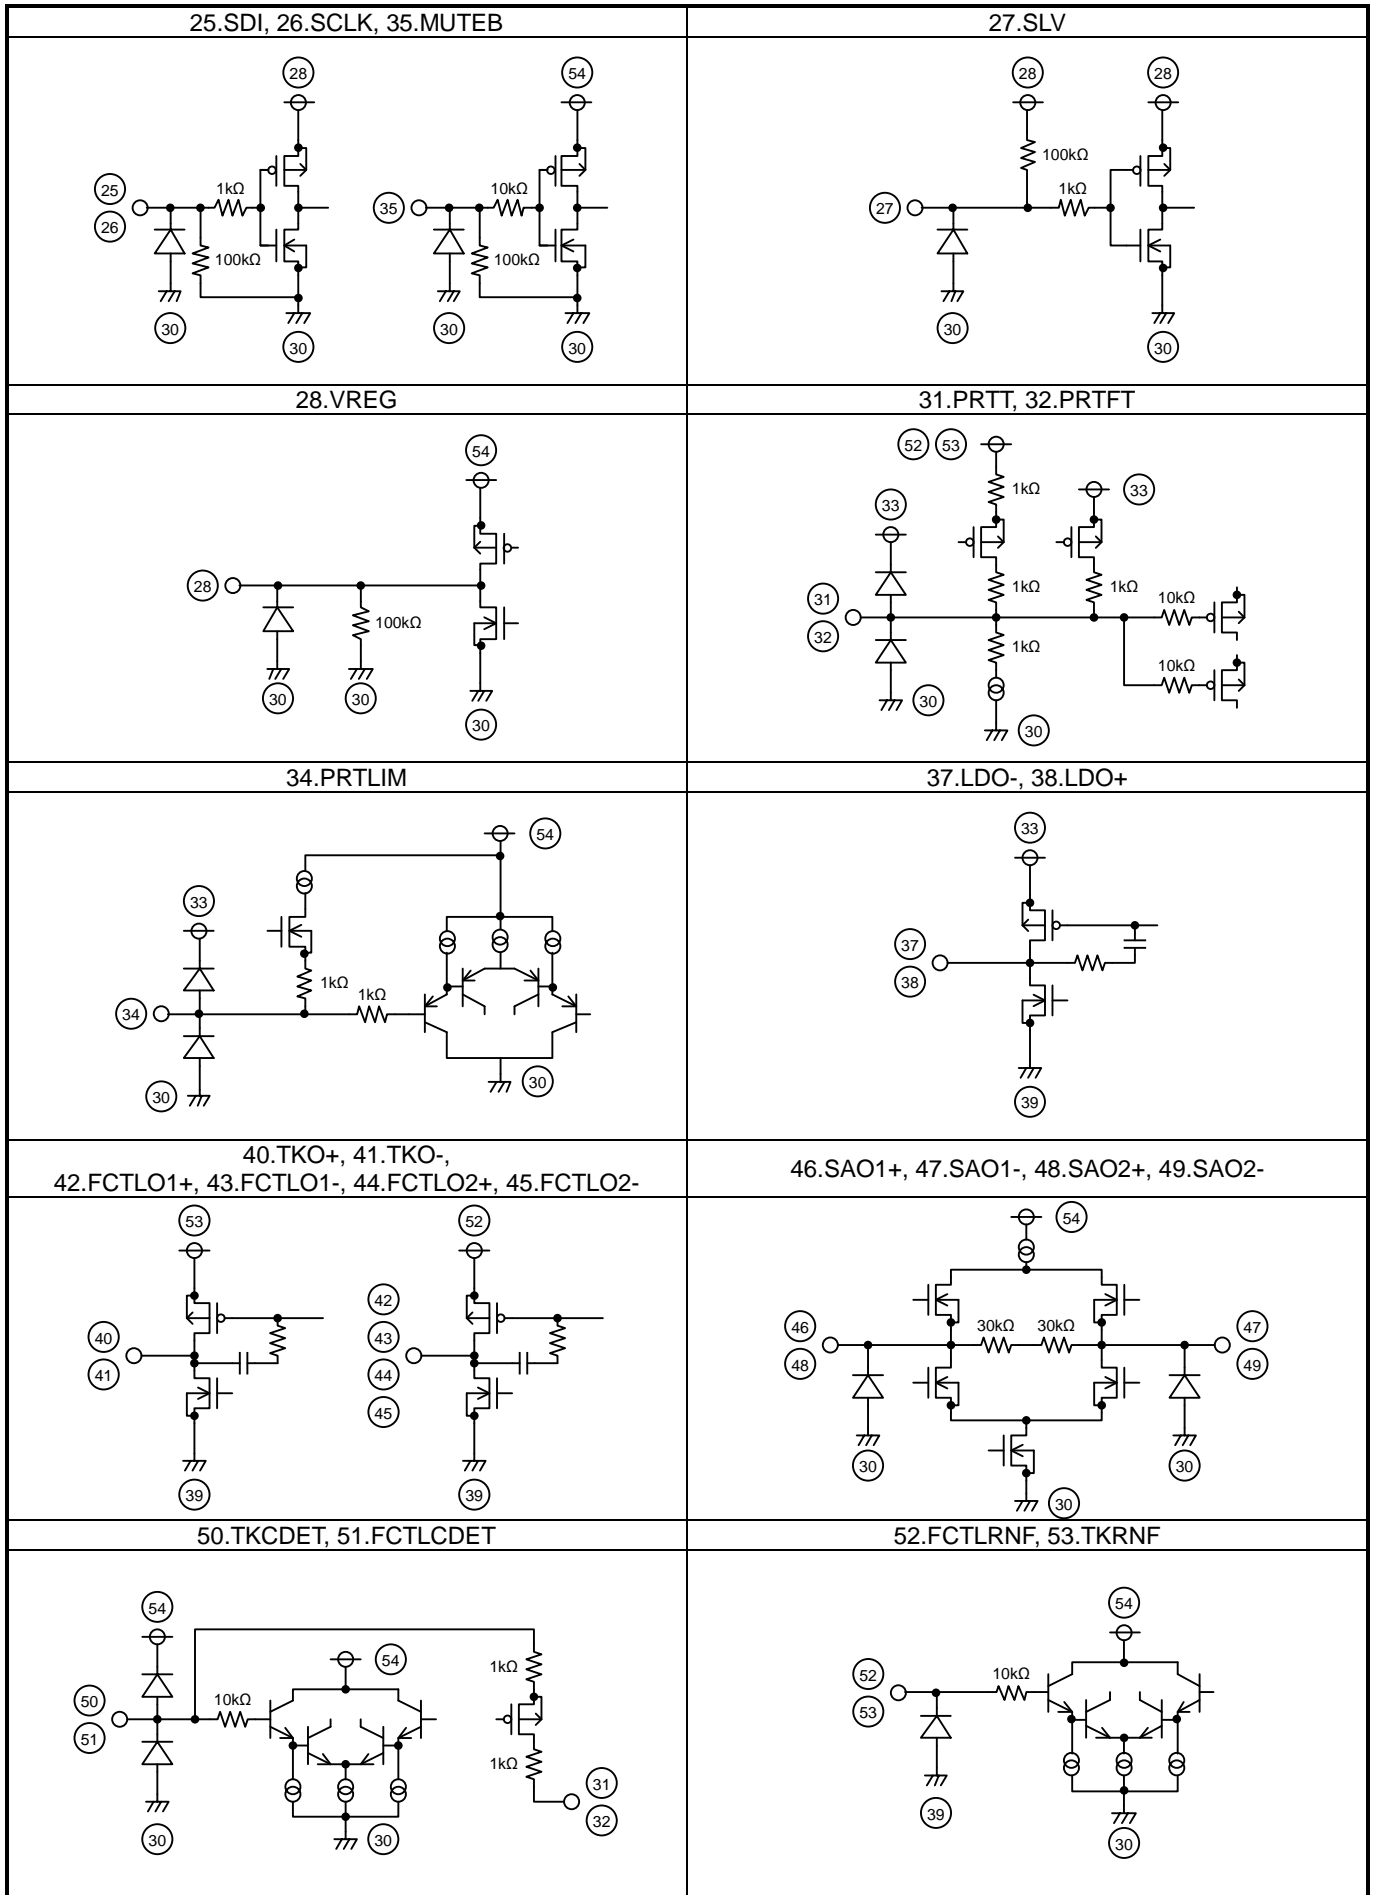 25.SDI, 26.SCLK, 35.MUTEB
28
54
25
26
1kΩ
100kΩ
30
30
35
10kΩ
100kΩ
30
30
27.SLV
28
28
100kΩ
27
1kΩ
30
30
28.VREG
54
28
100kΩ
30
30
30
31.PRTT, 32.PRTFT
52 53
1kΩ
33
33
31
32
1kΩ
1kΩ
10kΩ
1kΩ
10kΩ
30
30
34.PRTLIM
54
33
1kΩ
1kΩ
34
30
30
37.LDO-, 38.LDO+
33
37
38
39
40.TKO+, 41.TKO-,
42.FCTLO1+, 43.FCTLO1-, 44.FCTLO2+, 45.FCTLO2-
53
52
40
41
42
43
44
45
39
39
46.SAO1+, 47.SAO1-, 48.SAO2+, 49.SAO2-
54
46
48
30kΩ
30kΩ
47
49
30
30
30
50.TKCDET, 51.FCTLCDET
54
54
1kΩ
50
51
10kΩ
1kΩ
31
32
30
30
52.FCTLRNF, 53.TKRNF
54
52
53
10kΩ
39
30